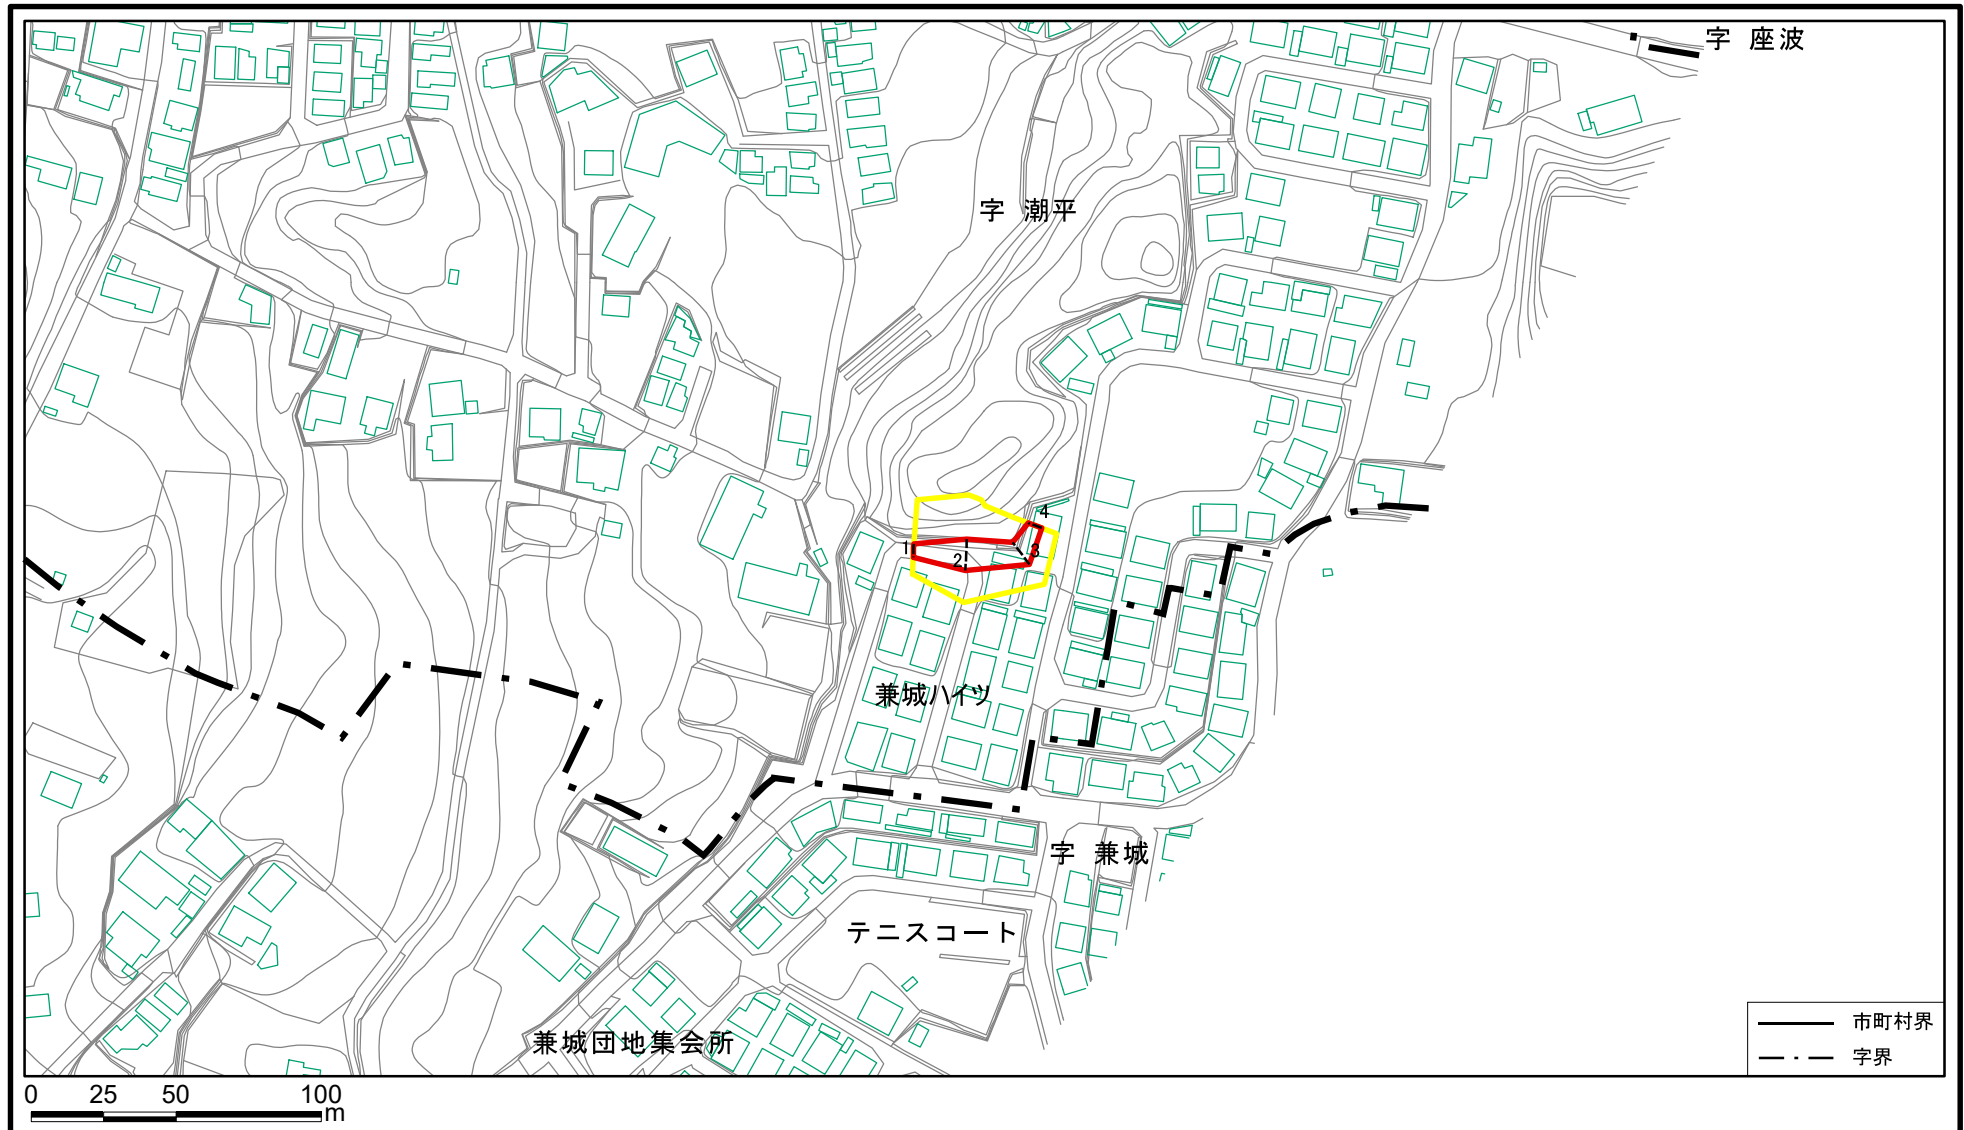 字 座波
字 潮平
4
1
3
2
兼城ハイツ
字 兼城
テニスコート
兼城団地集会所
市町村界
字界
0 25 50 100
m